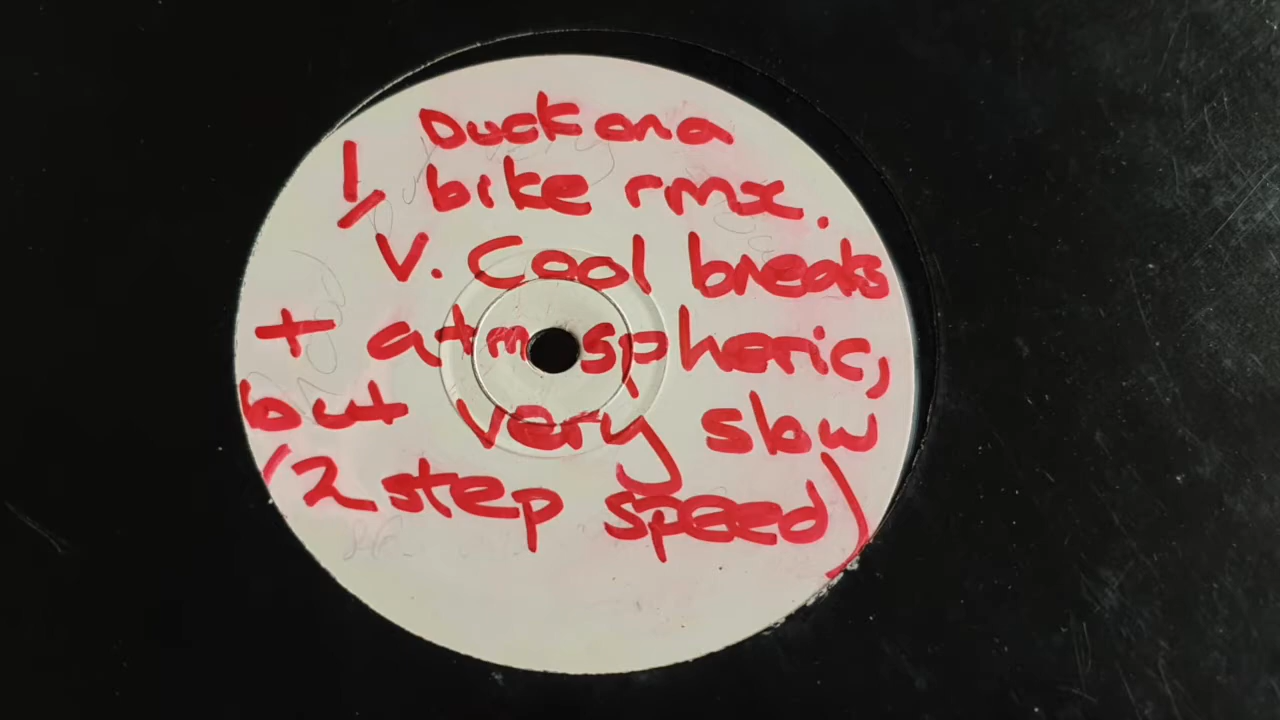 Duck on a
1/ bike rmx.
V. Cool breaks
+ atmospheric,
but very slow
(2 step speed)